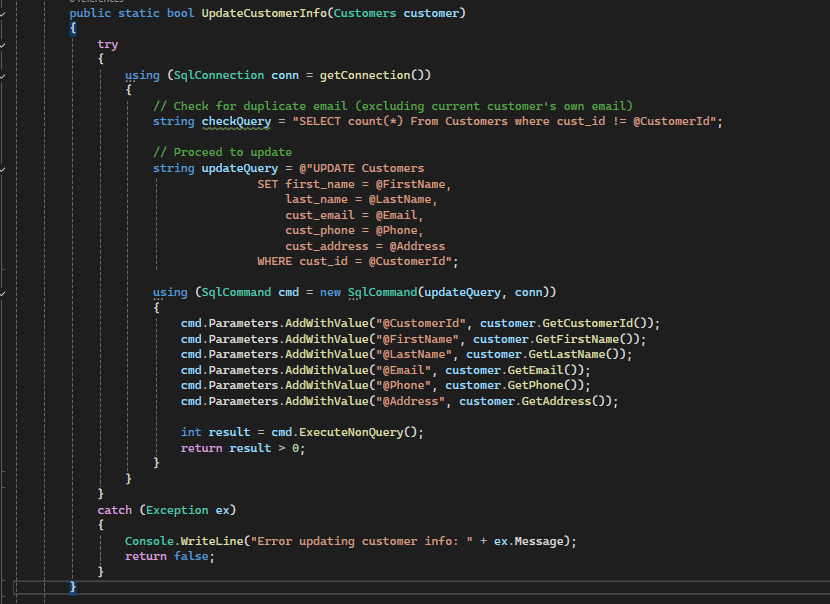 0 references
public static bool UpdateCustomerInfo(Customers customer)
{
try
{
using (SqlConnection conn = getConnection())
{
// Check for duplicate email (excluding current customer's own email)
string checkQuery = "SELECT count(*) From Customers where cust_id != @CustomerId";
// Proceed to update
string updateQuery = @"UPDATE Customers
SET first_name = @FirstName,
last_name = @LastName,
cust_email = @Email,
cust_phone = @Phone,
cust_address = @Address
WHERE cust_id = @CustomerId";
using (SqlCommand cmd = new SqlCommand(updateQuery, conn))
{
cmd.Parameters.AddWithValue("@CustomerId", customer.GetCustomerId());
cmd.Parameters.AddWithValue("@FirstName", customer.GetFirstName());
cmd.Parameters.AddWithValue("@LastName", customer.GetLastName());
cmd.Parameters.AddWithValue("@Email", customer.GetEmail());
cmd.Parameters.AddWithValue("@Phone", customer.GetPhone());
cmd.Parameters.AddWithValue("@Address", customer.GetAddress());
int result = cmd.ExecuteNonQuery();
return result > 0;
}
}
}
catch (Exception ex)
{
Console.WriteLine("Error updating customer info: " + ex.Message);
return false;
}
}